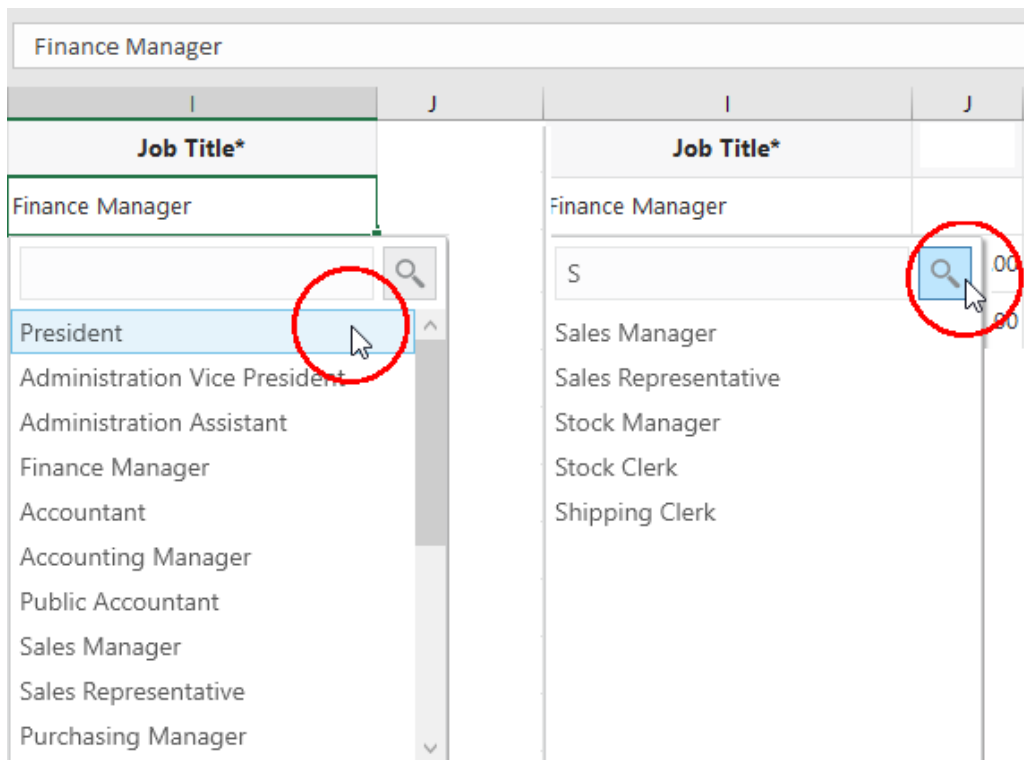 Finance Manager
I
J
Job Title*
Finance Manager
President
Administration Vice President
Administration Assistant
Finance Manager
Accountant
Accounting Manager
Public Accountant
Sales Manager
Sales Representative
Purchasing Manager
I
J
Job Title*
Finance Manager
S
.00
Sales Manager
Sales Representative
Stock Manager
Stock Clerk
Shipping Clerk